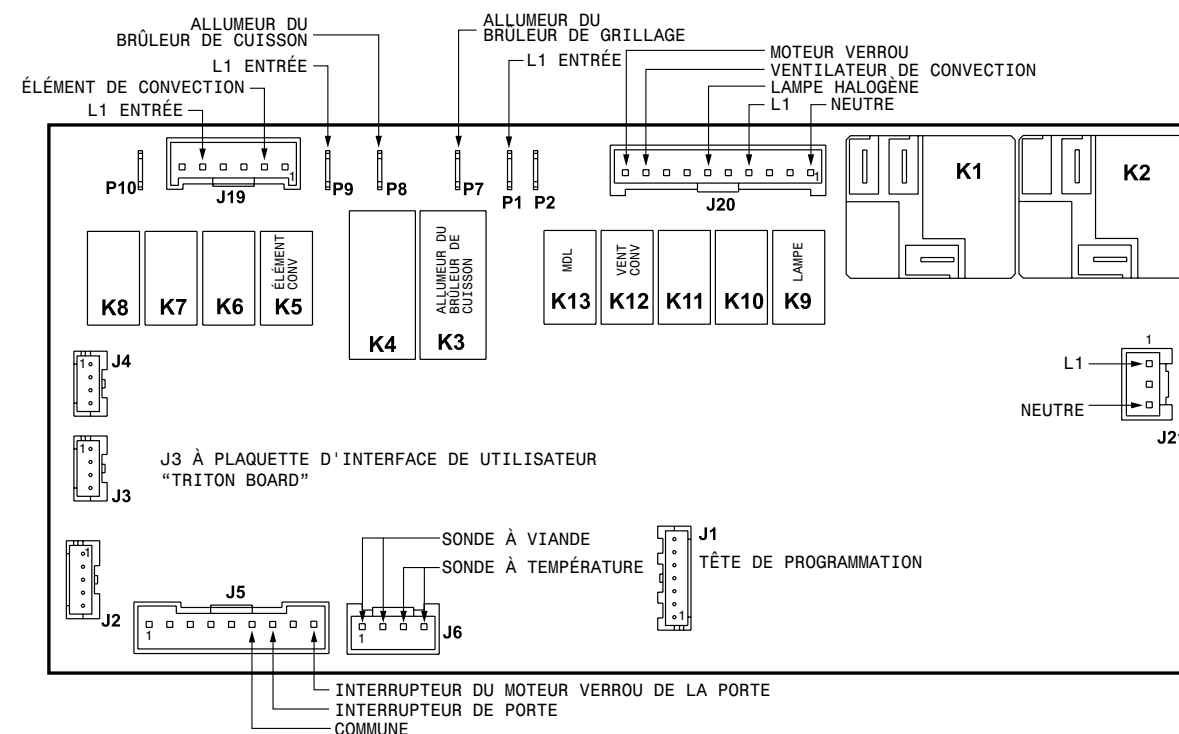 ALLUMEUR DU
BRÛLEUR DE CUISSON
L1 ENTRÉE
ÉLÉMENT DE CONVECTION
L1 ENTRÉE
ALLUMEUR DU
BRÛLEUR DE GRILLAGE
L1 ENTRÉE
MOTEUR VERROU
VENTILATEUR DE CONVECTION
LAMPE HALOGÈNE
L1
NEUTRE
P10
1
J19
P9
P8
P7
P1
P2
1
J20
K1
K2
K8
K7
K6
ÉLÉMENT
CONV
K5
K4
ALLUMEUR DU
BRÛLEUR DE
CUISSON
K3
MDL
K13
VENT
CONV
K12
K11
K10
LAMPE
K9
1
J4
1
L1
NEUTRE
J21
1
J3
J3 À PLAQUETTE D'INTERFACE DE UTILISATEUR
“TRITON BOARD”
1
J2
J5
1
SONDE À VIANDE
SONDE À TEMPÉRATURE
1
J6
J1
1
TÊTE DE PROGRAMMATION
INTERRUPTEUR DU MOTEUR VERROU DE LA PORTE
INTERRUPTEUR DE PORTE
COMMUNE